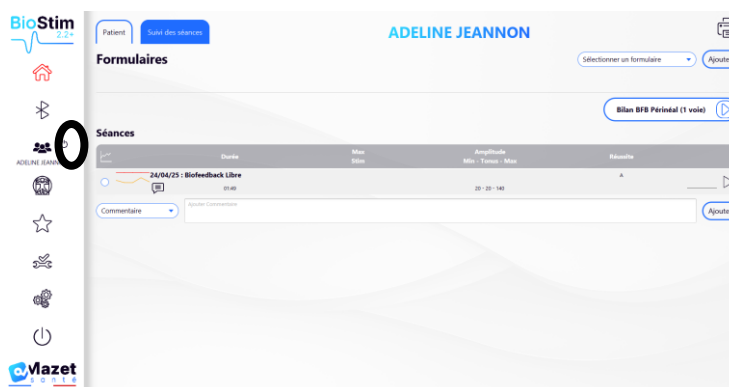 BioStim
2.2+
Patient
Suivi des séances
ADELINE JEANNON
Formulaires
Sélectionner un formulaire
Ajoute
Bilan BFB Périnéal (1 voie)
Séances
ADELINE JEANN
Durée
Max
Stim
Amplitude
Min - Tonus - Max
Réussite
24/04/25 : Biofeedback Libre
01:49
20 - 20 - 140
Commentaire
Ajouter Commentaire
Ajoute
Mazet
santé